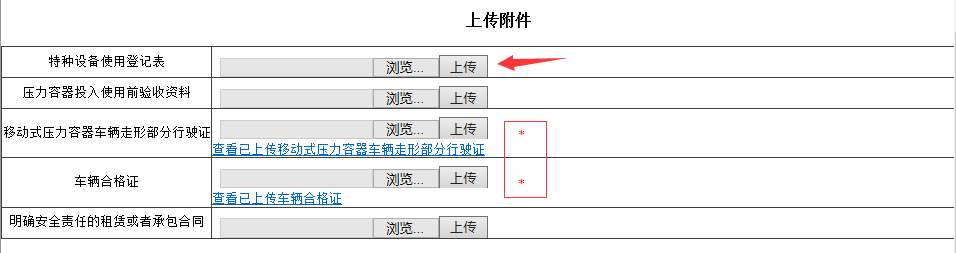 上传附件
特种设备使用登记表 浏览... 上传
压力容器投入使用前验收资料 浏览... 上传
移动式压力容器车辆走形部分行驶证 浏览... 上传 *
查看已上传移动式压力容器车辆走形部分行驶证
车辆合格证 浏览... 上传 *
查看已上传车辆合格证
明确安全责任的租赁或者承包合同 浏览... 上传